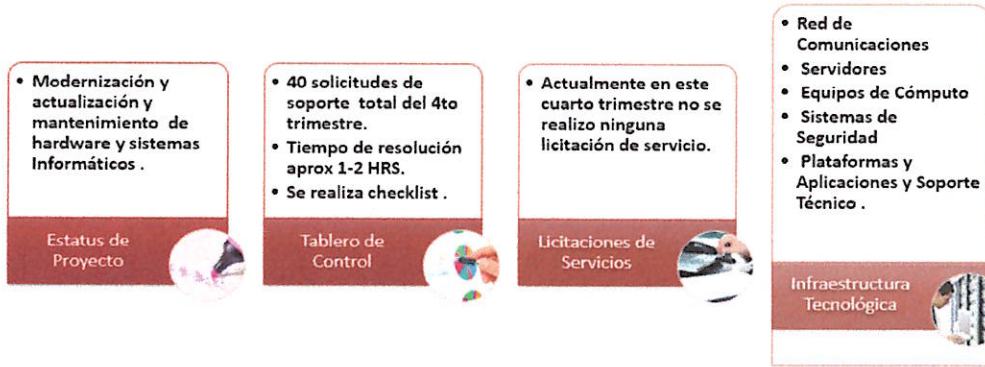 • Modernización y
actualización y
mantenimiento de
hardware y sistemas
Informáticos .
Estatus de
Proyecto
• 40 solicitudes de
soporte total del 4to
trimestre.
• Tiempo de resolución
aprox 1-2 HRS.
• Se realiza checklist .
Tablero de
Control
• Actualmente en este
cuarto trimestre no se
realizo ninguna
licitación de servicio.
Licitaciones de
Servicios
• Red de
Comunicaciones
• Servidores
• Equipos de Cómputo
• Sistemas de
Seguridad
• Plataformas y
Aplicaciones y Soporte
Técnico .
Infraestructura
Tecnológica